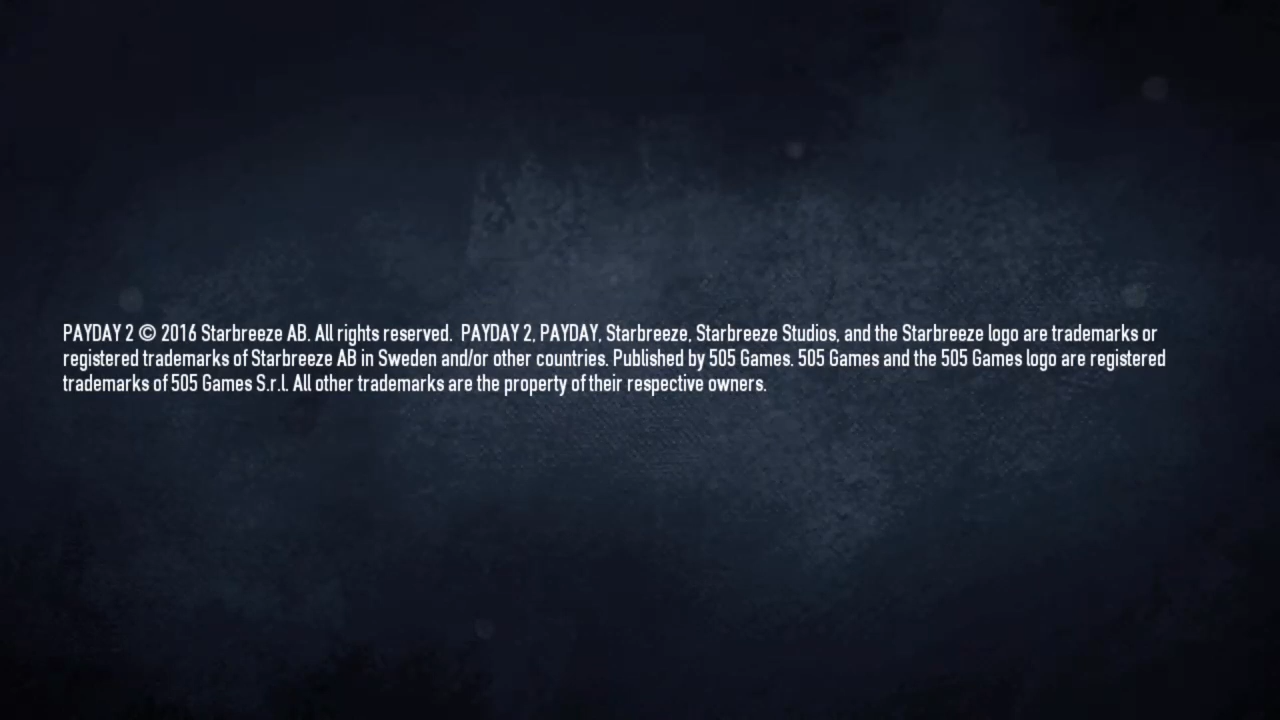 PAYDAY 2 © 2016 Starbreeze AB. All rights reserved.  PAYDAY 2, PAYDAY, Starbreeze, Starbreeze Studios, and the Starbreeze logo are trademarks or
registered trademarks of Starbreeze AB in Sweden and/or other countries. Published by 505 Games. 505 Games and the 505 Games logo are registered
trademarks of 505 Games S.r.l. All other trademarks are the property of their respective owners.